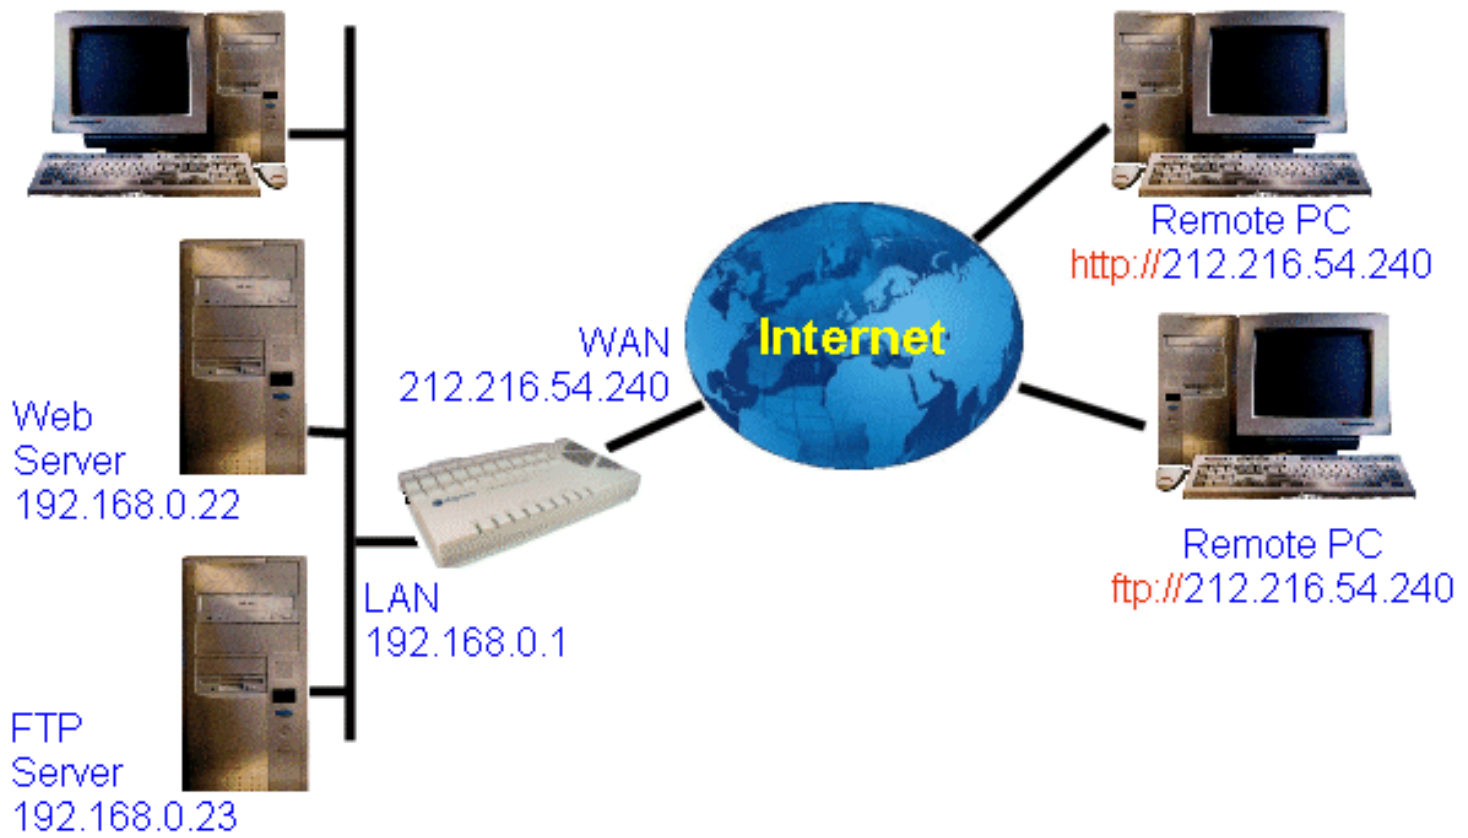 Remote PC
http://212.216.54.240
Internet
WAN
212.216.54.240
Web
Server
192.168.0.22
Remote PC
ftp://212.216.54.240
LAN
192.168.0.1
FTP
Server
192.168.0.23